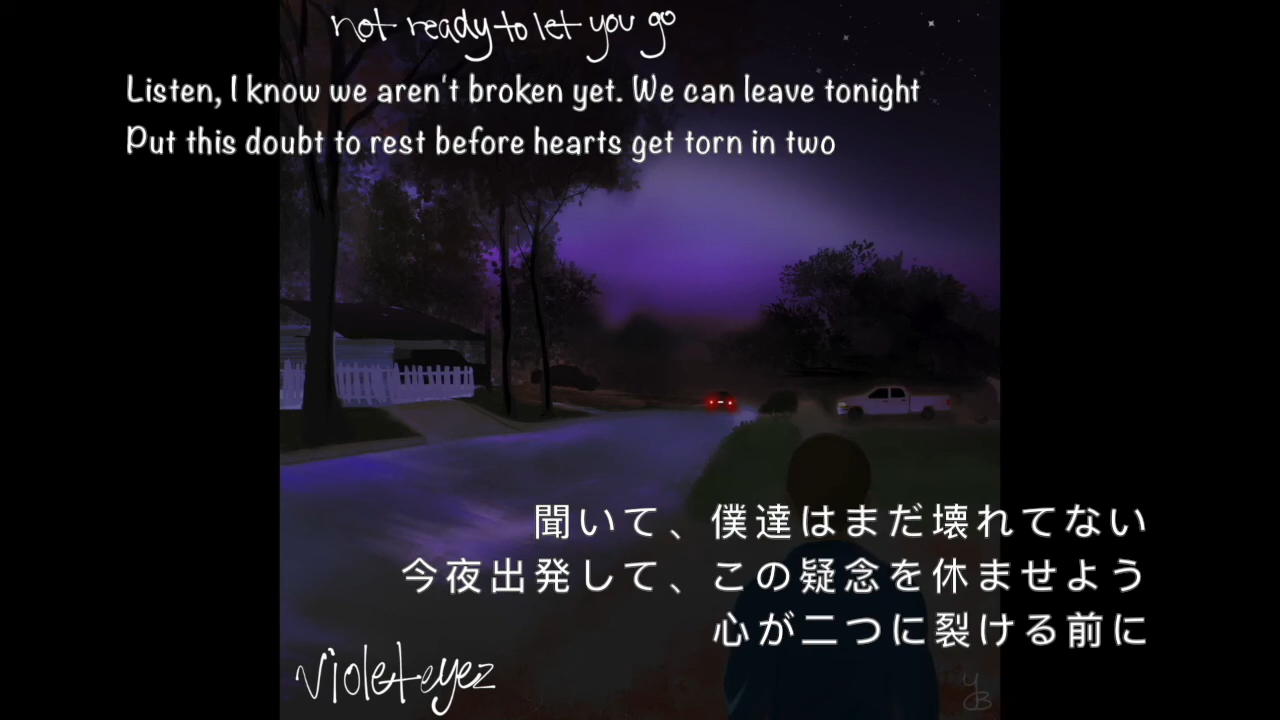 not ready to let you go
Listen, I know we aren't broken yet. We can leave tonight
Put this doubt to rest before hearts get torn in two
聞いて、僕達はまだ壊れてない
今夜出発して、この疑念を休ませよう
心が二つに裂ける前に
violet eyez
YB